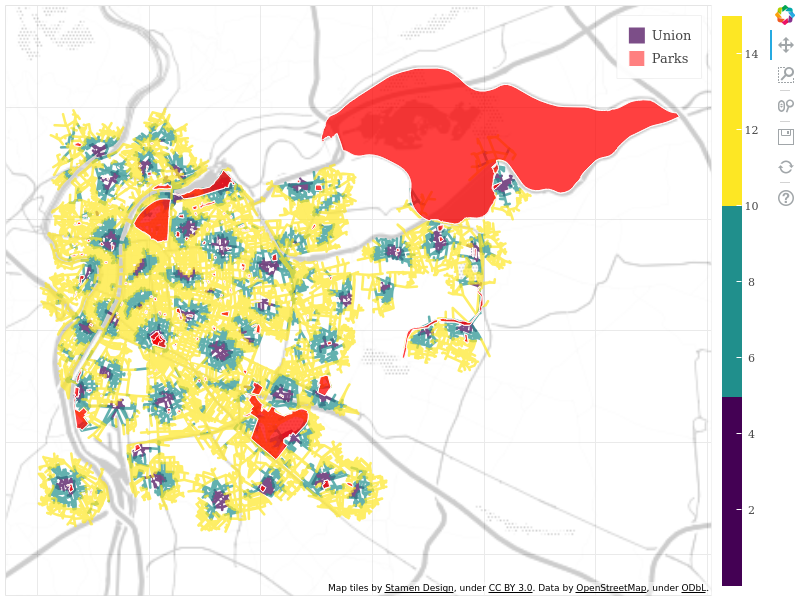 Union
Parks
14
12
10
8
6
4
2
Map tiles by Stamen Design, under CC BY 3.0. Data by OpenStreetMap, under ODbL.